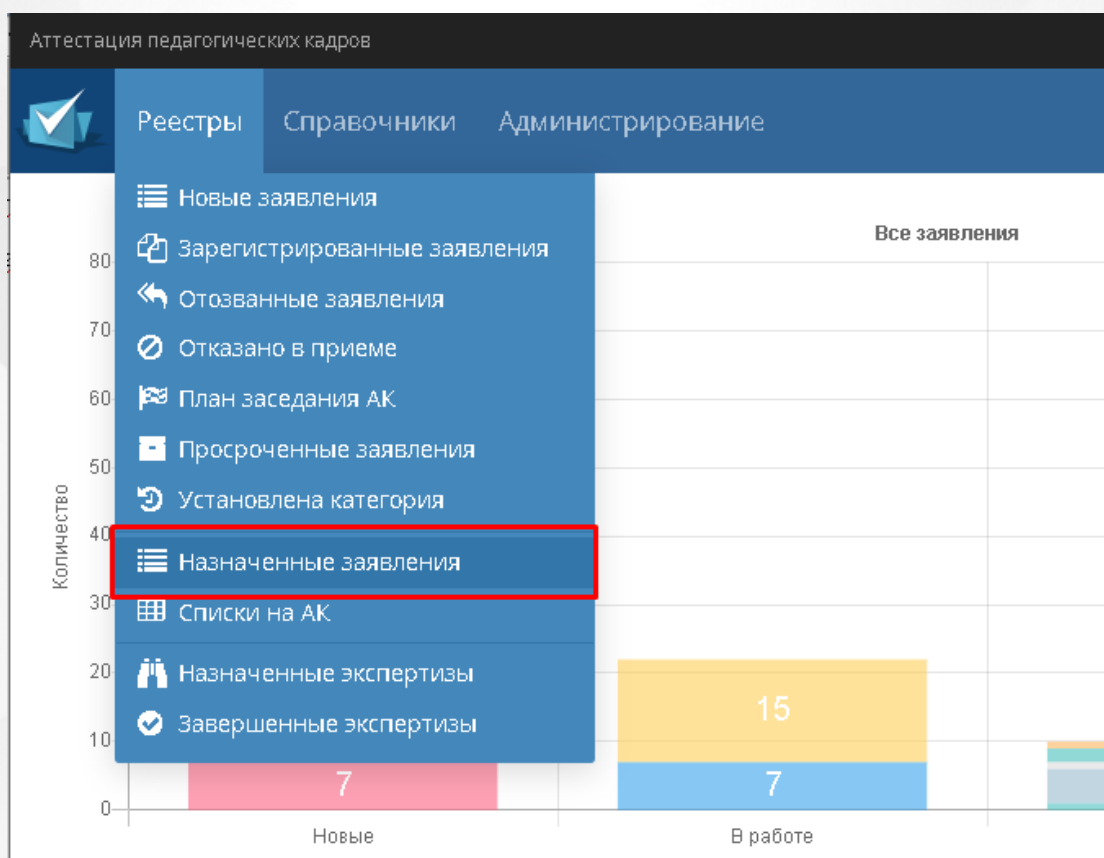 Аттестация педагогических кадров
Реестры Справочники Администрирование
Новые заявления
Зарегистрированные заявления
Отозванные заявления
Отказано в приеме
План заседания АК
Просроченные заявления
Установлена категория
Назначенные заявления
Списки на АК
Назначенные экспертизы
Завершенные экспертизы
Все заявления
Количество
80
70
60
50
40
30
20
10
0
7
15
7
Новые
В работе